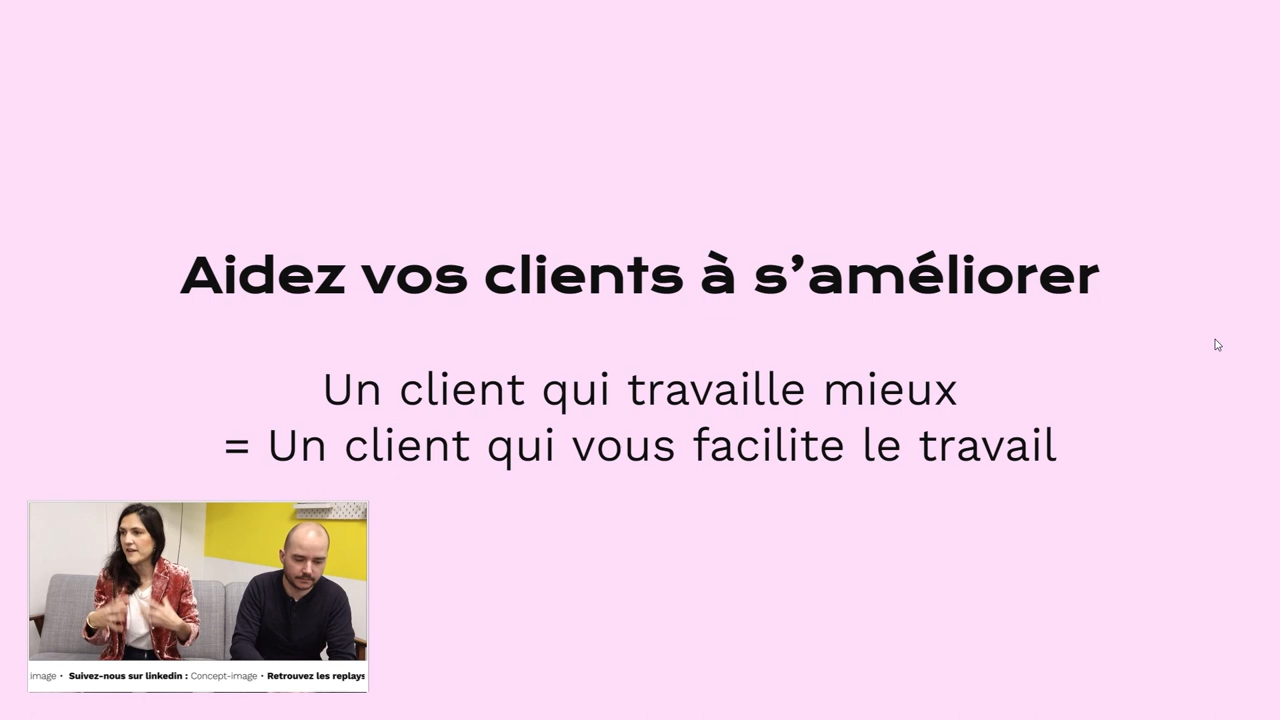 Aidez vos clients à s’améliorer
Un client qui travaille mieux
= Un client qui vous facilite le travail
image • Suivez-nous sur linkedin : Concept-image • Retrouvez les replays